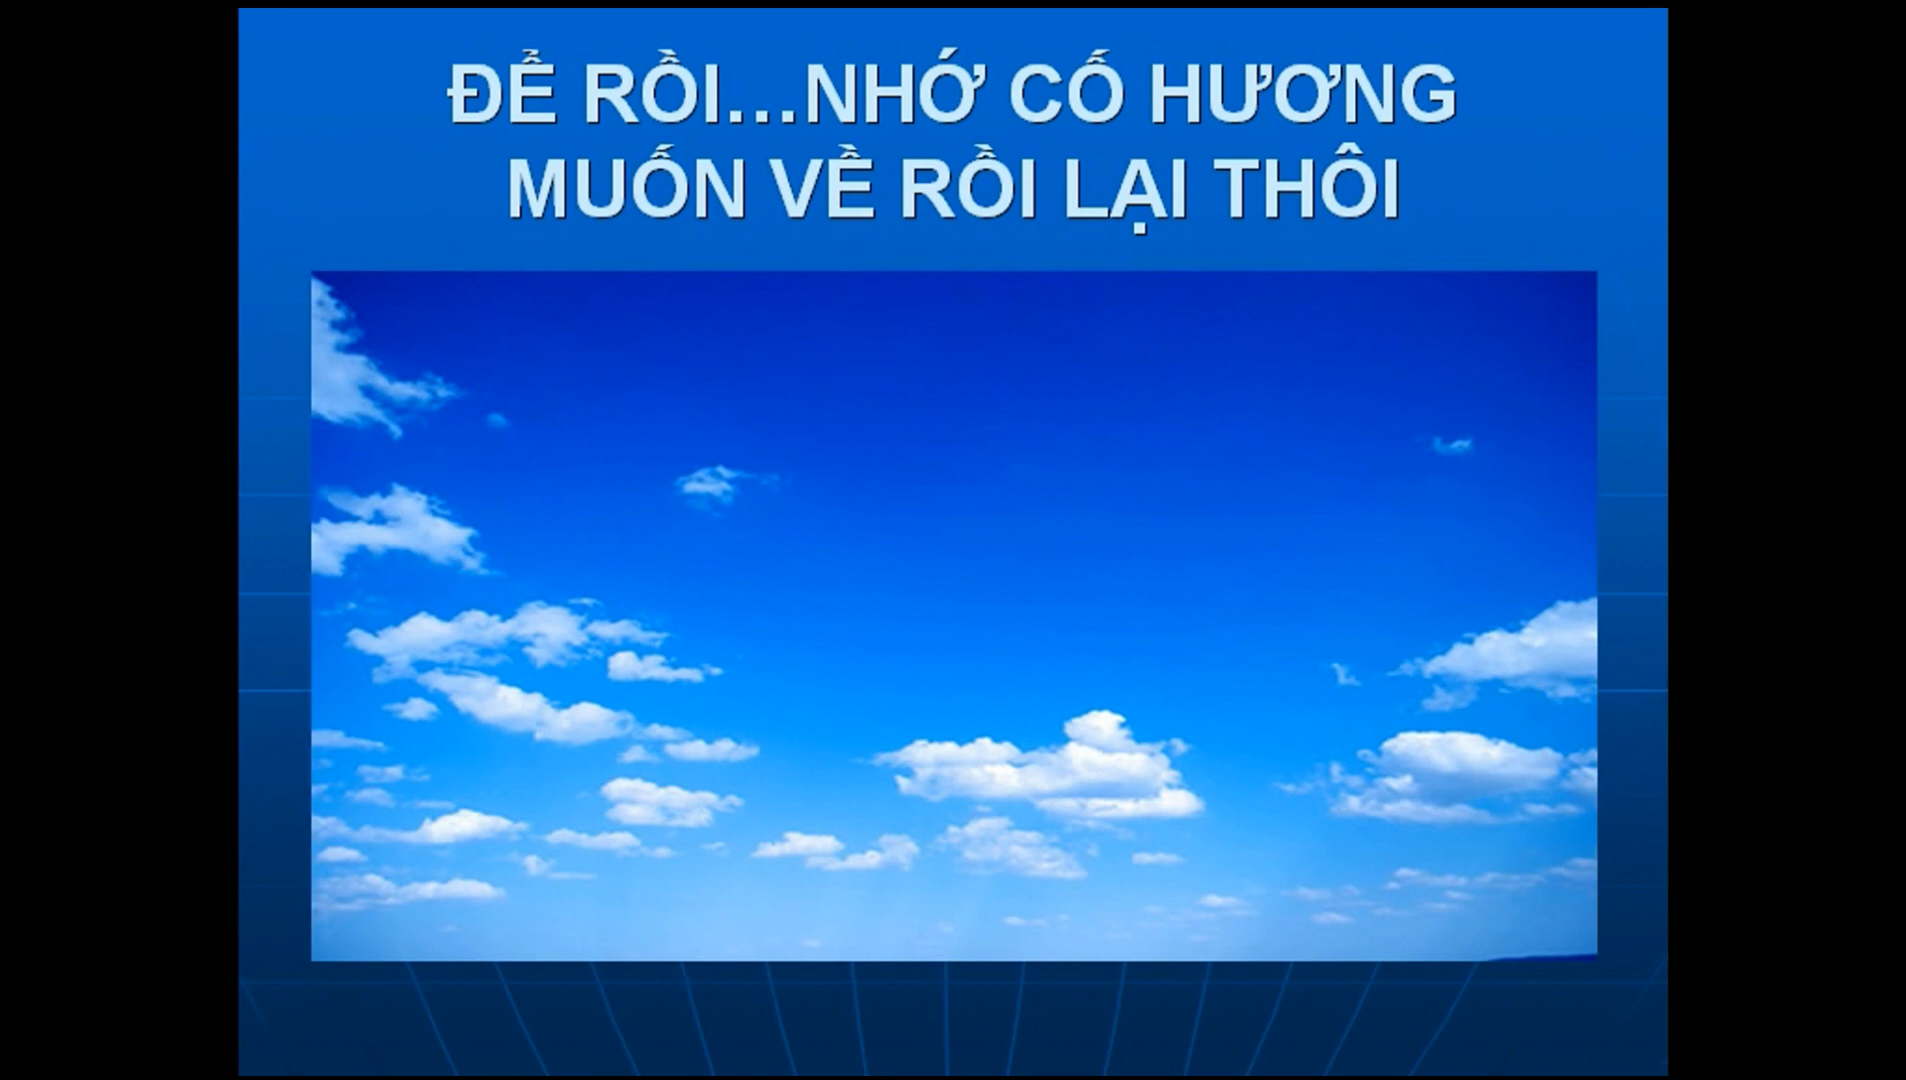 ĐỂ RỒI...NHỚ CỐ HƯƠNG
MUỐN VỀ RỒI LẠI THÔI